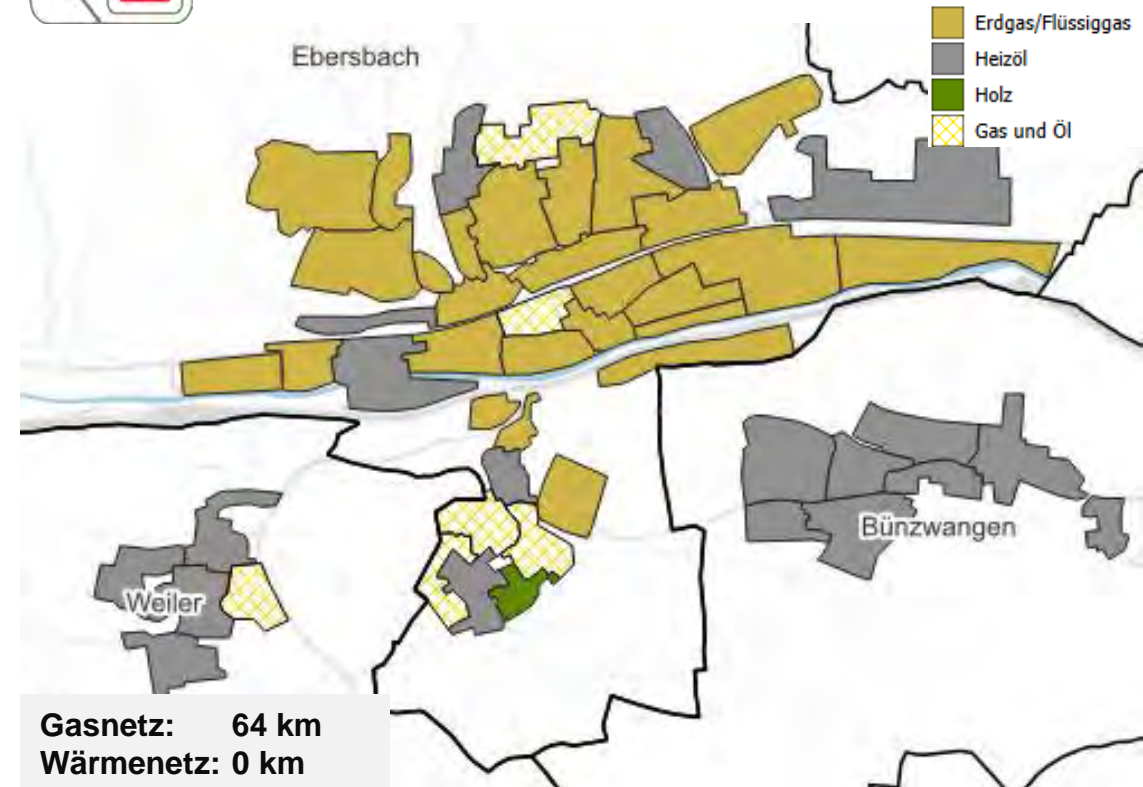 Ebersbach
Erdgas/Flüssiggas
Heizöl
Holz
Gas und Öl
Bünzwangen
Weiler
Gasnetz: 64 km
Wärmenetz: 0 km